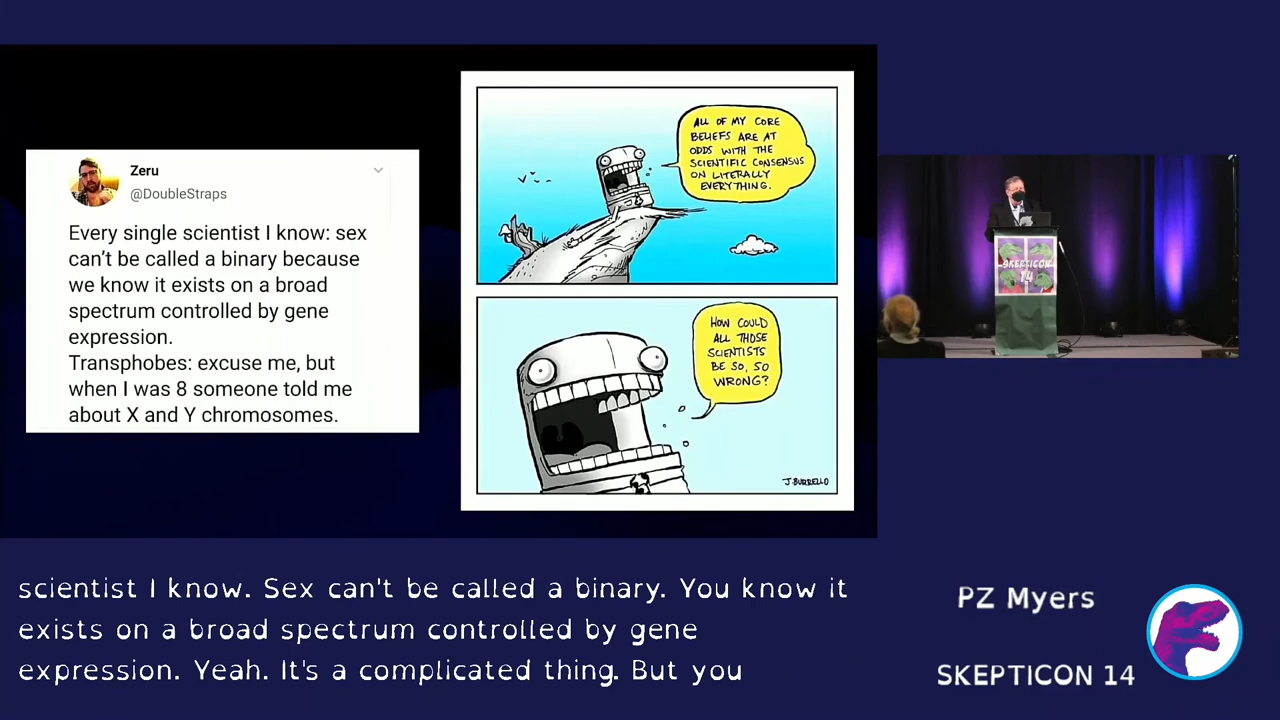 Zeru
@DoubleStraps
Every single scientist I know: sex
can’t be called a binary because
we know it exists on a broad
spectrum controlled by gene
expression.
Transphobes: excuse me, but
when I was 8 someone told me
about X and Y chromosomes.
ALL OF MY CORE
BELIEFS ARE AT
ODDS WITH THE
SCIENTIFIC CONSENSUS
ON LITERALLY
EVERYTHING.
HOW COULD
ALL THOSE
SCIENTISTS
BE SO, SO
WRONG?
J. BURRELLO
SKEPTICON
14
scientist I know. Sex can't be called a binary. You know it
exists on a broad spectrum controlled by gene
expression. Yeah. It's a complicated thing. But you
PZ Myers
SKEPTICON 14